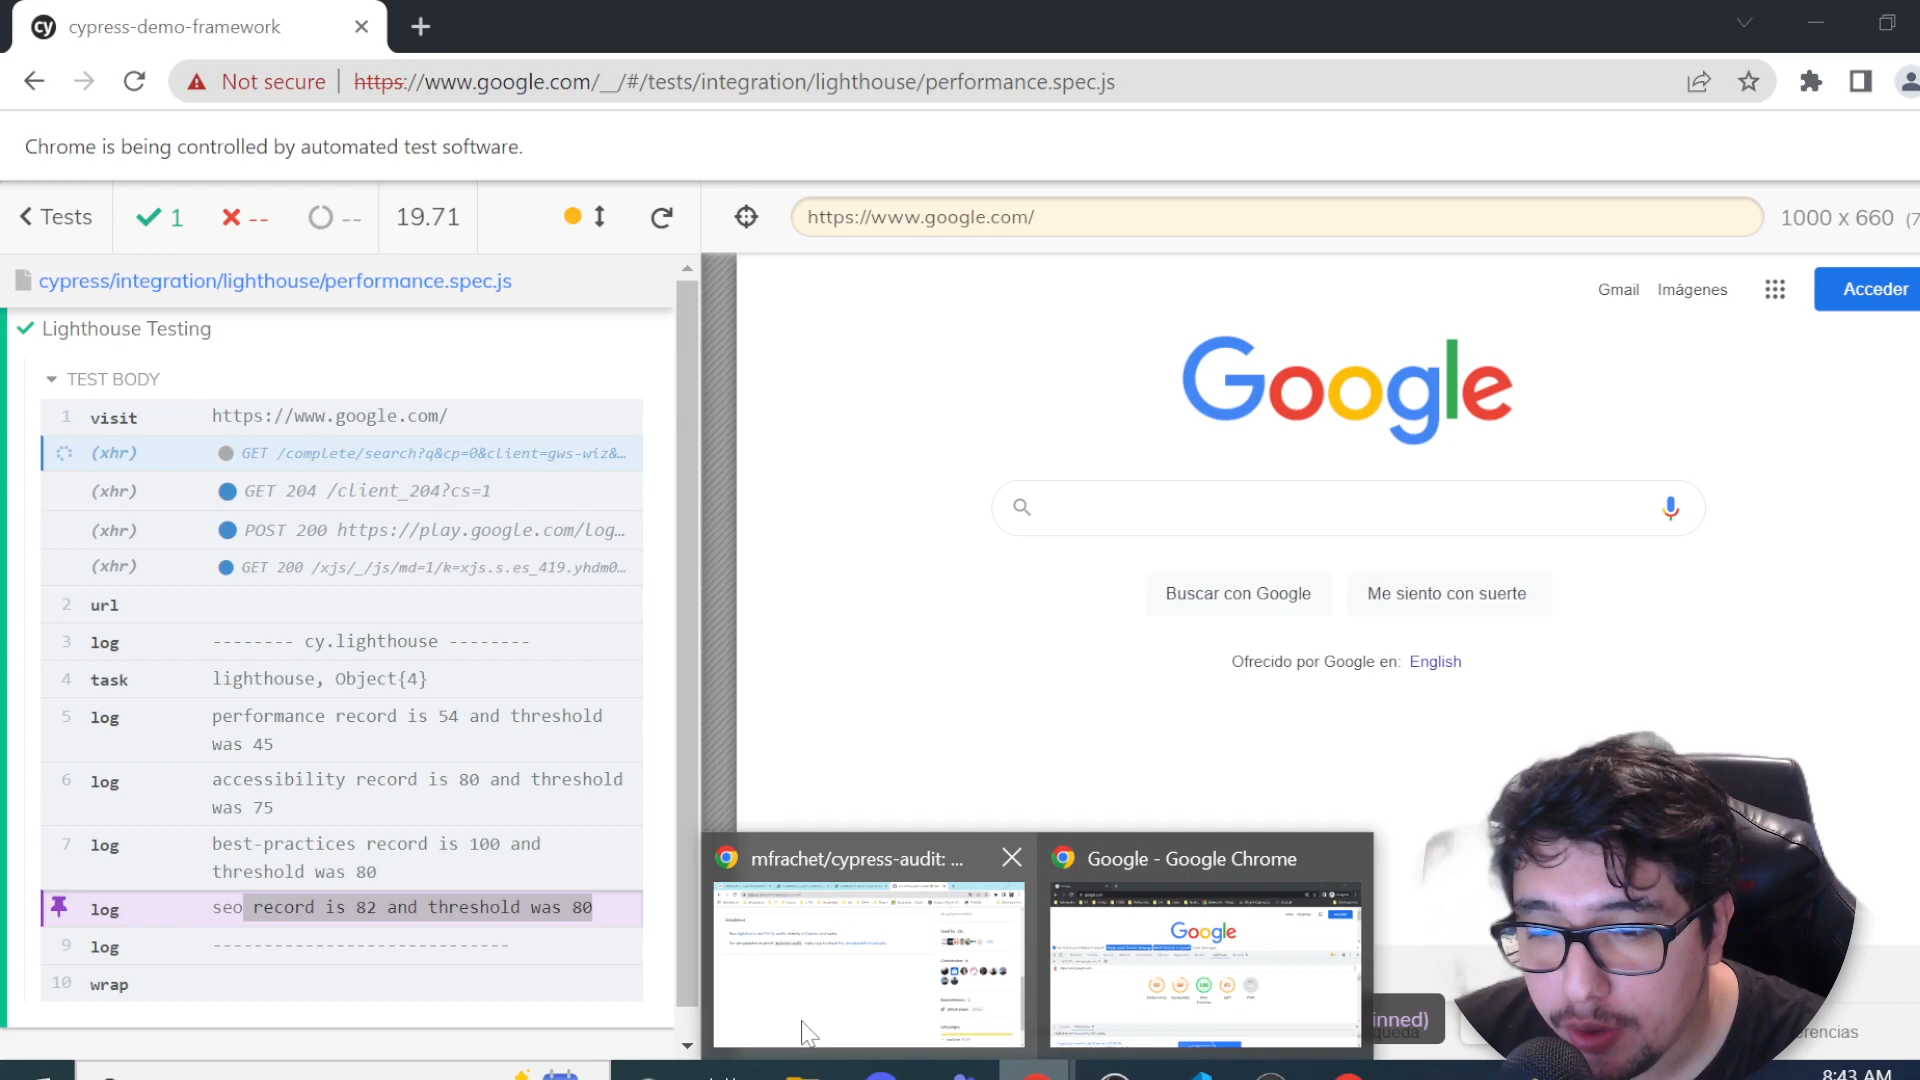 cypress-demo-framework
Not secure
https://www.google.com/__/#/tests/integration/lighthouse/performance.spec.js
Chrome is being controlled by automated test software.
Tests
1
--
--
19.71
https://www.google.com/
1000 x 660 (7
cypress/integration/lighthouse/performance.spec.js
Gmail
Imágenes
Acceder
Lighthouse Testing
TEST BODY
Google
1 visit https://www.google.com/
(xhr) GET /complete/search?q&cp=0&client=gws-wiz&…
(xhr) GET 204 /client_204?cs=1
(xhr) POST 200 https://play.google.com/log…
(xhr) GET 200 /xjs/_/js/md=1/k=xjs.s.es_419.yhdm0…
2 url
3 log -------- cy.lighthouse --------
4 task lighthouse, Object{4}
5 log performance record is 54 and threshold
was 45
6 log accessibility record is 80 and threshold
was 75
7 log best-practices record is 100 and
threshold was 80
log seo record is 82 and threshold was 80
9 log -----------------------------
10 wrap
Buscar con Google
Me siento con suerte
Ofrecido por Google en: English
mfrachet/cypress-audit: ...
Google - Google Chrome
Google
inned)
queda
erencias
8:43 AM